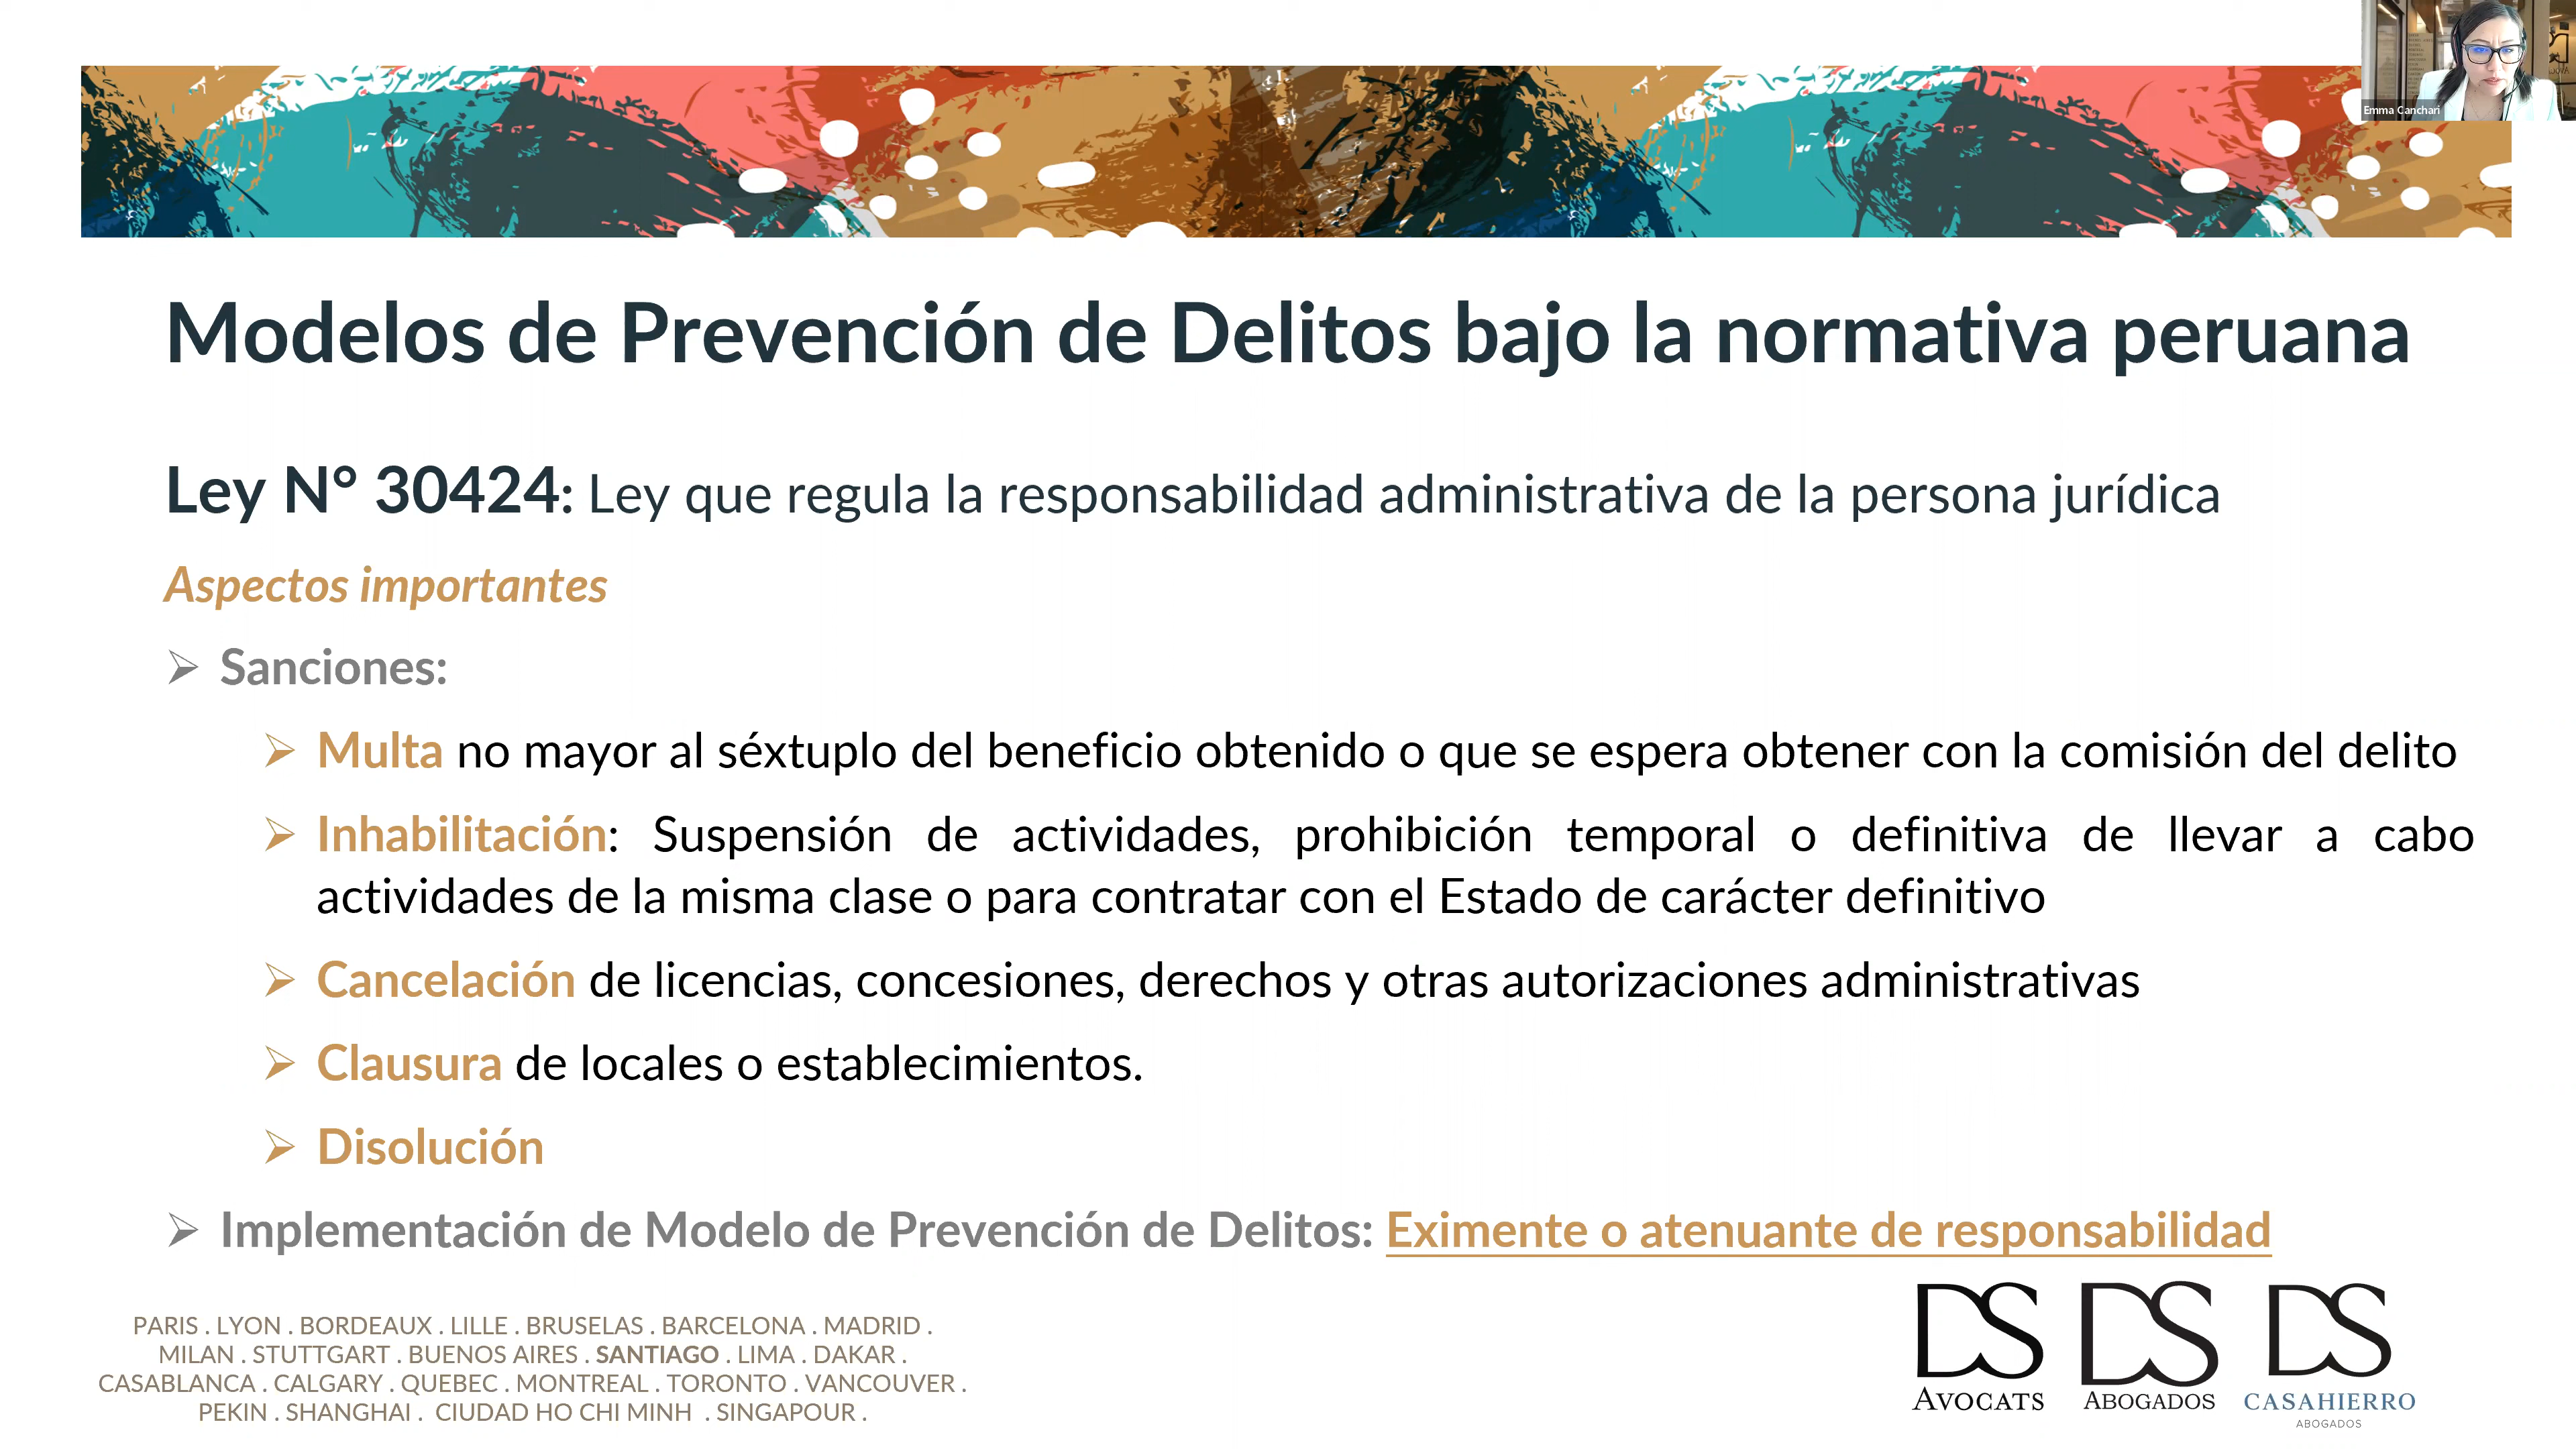 Emma Canchari
Modelos de Prevención de Delitos bajo la normativa peruana
Ley N° 30424: Ley que regula la responsabilidad administrativa de la persona jurídica
Aspectos importantes
➢ Sanciones:
➢ Multa no mayor al séxtuplo del beneficio obtenido o que se espera obtener con la comisión del delito
➢ Inhabilitación: Suspensión de actividades, prohibición temporal o definitiva de llevar a cabo
actividades de la misma clase o para contratar con el Estado de carácter definitivo
➢ Cancelación de licencias, concesiones, derechos y otras autorizaciones administrativas
➢ Clausura de locales o establecimientos.
➢ Disolución
➢ Implementación de Modelo de Prevención de Delitos: Eximente o atenuante de responsabilidad
PARIS . LYON . BORDEAUX . LILLE . BRUSELAS . BARCELONA . MADRID .
MILAN . STUTTGART . BUENOS AIRES . SANTIAGO . LIMA . DAKAR .
CASABLANCA . CALGARY . QUEBEC . MONTREAL . TORONTO . VANCOUVER .
PEKIN . SHANGHAI . CIUDAD HO CHI MINH . SINGAPOUR .
DS
AVOCATS
DS
ABOGADOS
DS
CASAHIERRO
ABOGADOS